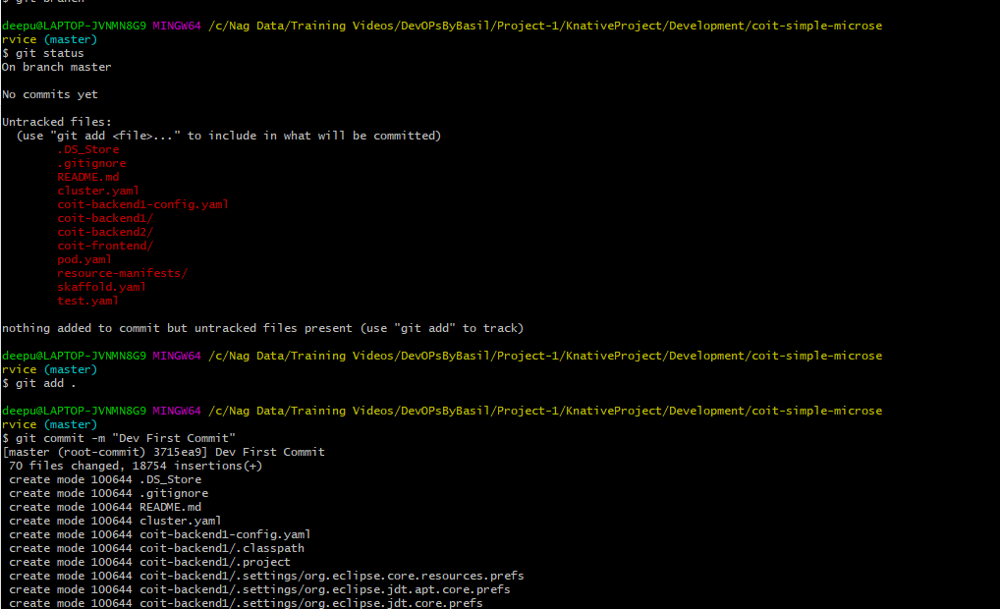 $ git branch
deepu@LAPTOP-JVNMN8G9 MINGW64 /c/Nag Data/Training Videos/DevOPsByBasil/Project-1/KnativeProject/Development/coit-simple-microse
rvice (master)
$ git status
On branch master
No commits yet
Untracked files:
(use "git add <file>..." to include in what will be committed)
.DS_Store
.gitignore
README.md
cluster.yaml
coit-backend1-config.yaml
coit-backend1/
coit-backend2/
coit-frontend/
pod.yaml
resource-manifests/
skaffold.yaml
test.yaml
nothing added to commit but untracked files present (use "git add" to track)
deepu@LAPTOP-JVNMN8G9 MINGW64 /c/Nag Data/Training Videos/DevOPsByBasil/Project-1/KnativeProject/Development/coit-simple-microse
rvice (master)
$ git add .
deepu@LAPTOP-JVNMN8G9 MINGW64 /c/Nag Data/Training Videos/DevOPsByBasil/Project-1/KnativeProject/Development/coit-simple-microse
rvice (master)
$ git commit -m "Dev First Commit"
[master (root-commit) 3715ea9] Dev First Commit
70 files changed, 18754 insertions(+)
create mode 100644 .DS_Store
create mode 100644 .gitignore
create mode 100644 README.md
create mode 100644 cluster.yaml
create mode 100644 coit-backend1-config.yaml
create mode 100644 coit-backend1/.classpath
create mode 100644 coit-backend1/.project
create mode 100644 coit-backend1/.settings/org.eclipse.core.resources.prefs
create mode 100644 coit-backend1/.settings/org.eclipse.jdt.apt.core.prefs
create mode 100644 coit-backend1/.settings/org.eclipse.jdt.core.prefs